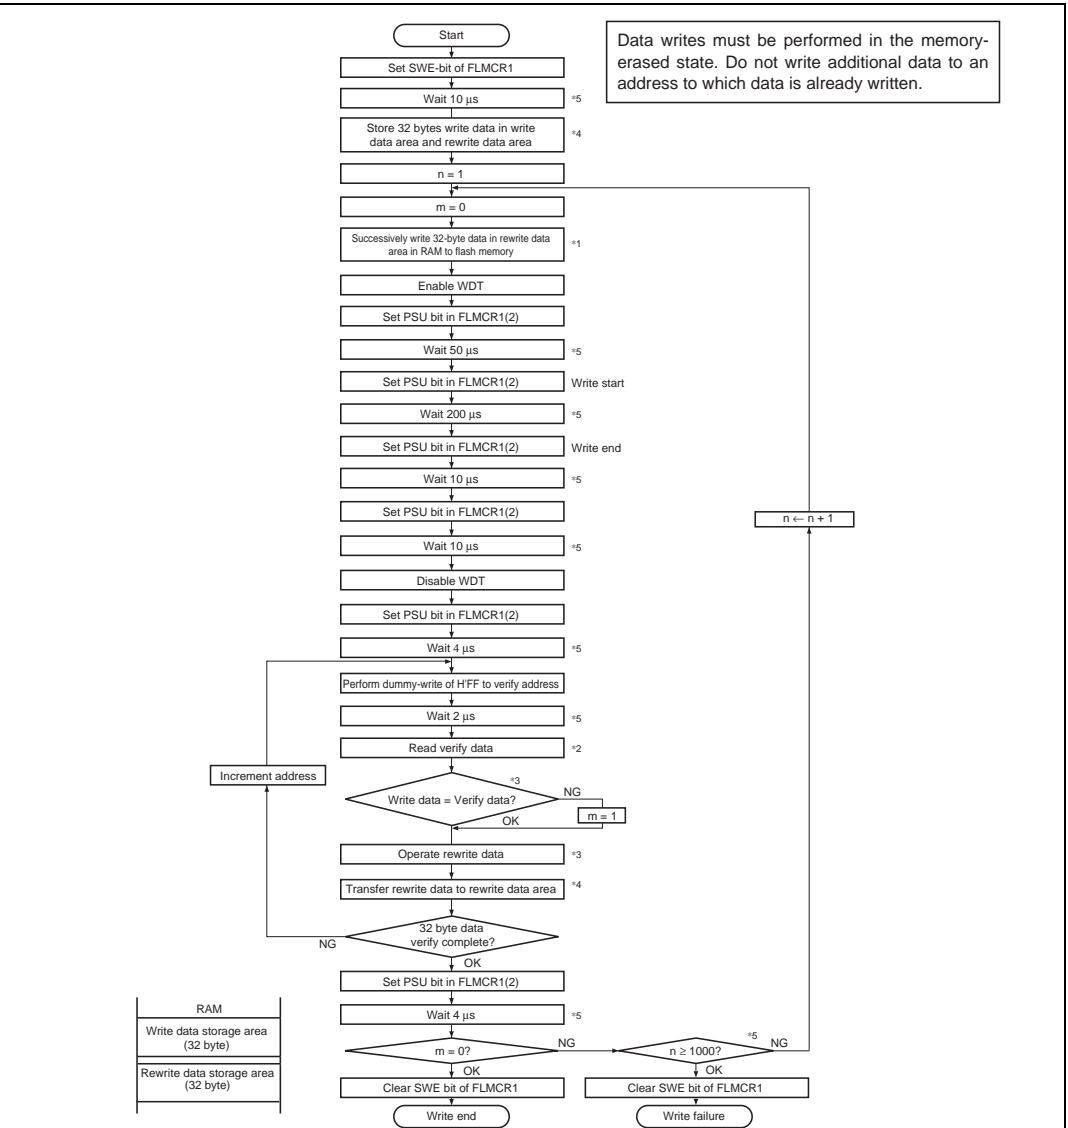 Start
Data writes must be performed in the memory-
erased state. Do not write additional data to an
address to which data is already written.
Set SWE-bit of FLMCR1
Wait 10 µs
*5
Store 32 bytes write data in write
data area and rewrite data area
*4
n = 1
m = 0
Successively write 32-byte data in rewrite data
area in RAM to flash memory
*1
Enable WDT
Set PSU bit in FLMCR1(2)
Wait 50 µs
*5
Set PSU bit in FLMCR1(2)
Write start
Wait 200 µs
*5
Set PSU bit in FLMCR1(2)
Write end
Wait 10 µs
*5
Set PSU bit in FLMCR1(2)
n ← n + 1
Wait 10 µs
*5
Disable WDT
Set PSU bit in FLMCR1(2)
Wait 4 µs
*5
Perform dummy-write of H'FF to verify address
Wait 2 µs
*5
Read verify data
*2
Increment address
*3
Write data = Verify data?
NG
m = 1
OK
Operate rewrite data
*3
Transfer rewrite data to rewrite data area
*4
32 byte data
verify complete?
NG
OK
Set PSU bit in FLMCR1(2)
RAM
Write data storage area
(32 byte)
Rewrite data storage area
(32 byte)
Wait 4 µs
*5
m = 0?
NG
*5
n ≥ 1000?
NG
OK
OK
Clear SWE bit of FLMCR1
Clear SWE bit of FLMCR1
Write end
Write failure